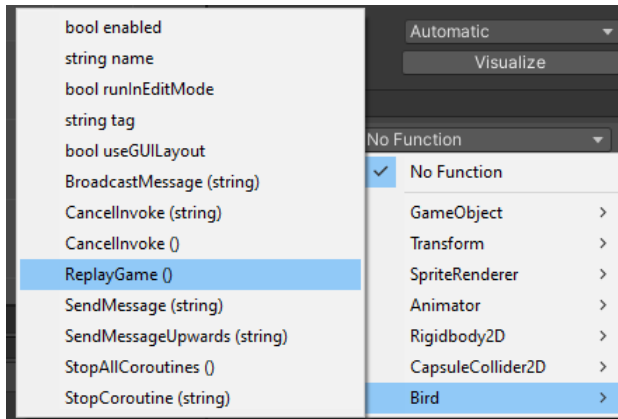 bool enabled
string name
bool runInEditMode
string tag
bool useGUILayout
BroadcastMessage (string)
CancelInvoke (string)
CancelInvoke ()
ReplayGame ()
SendMessage (string)
SendMessageUpwards (string)
StopAllCoroutines ()
StopCoroutine (string)
Automatic
Visualize
No Function
No Function
GameObject
Transform
SpriteRenderer
Animator
Rigidbody2D
CapsuleCollider2D
Bird